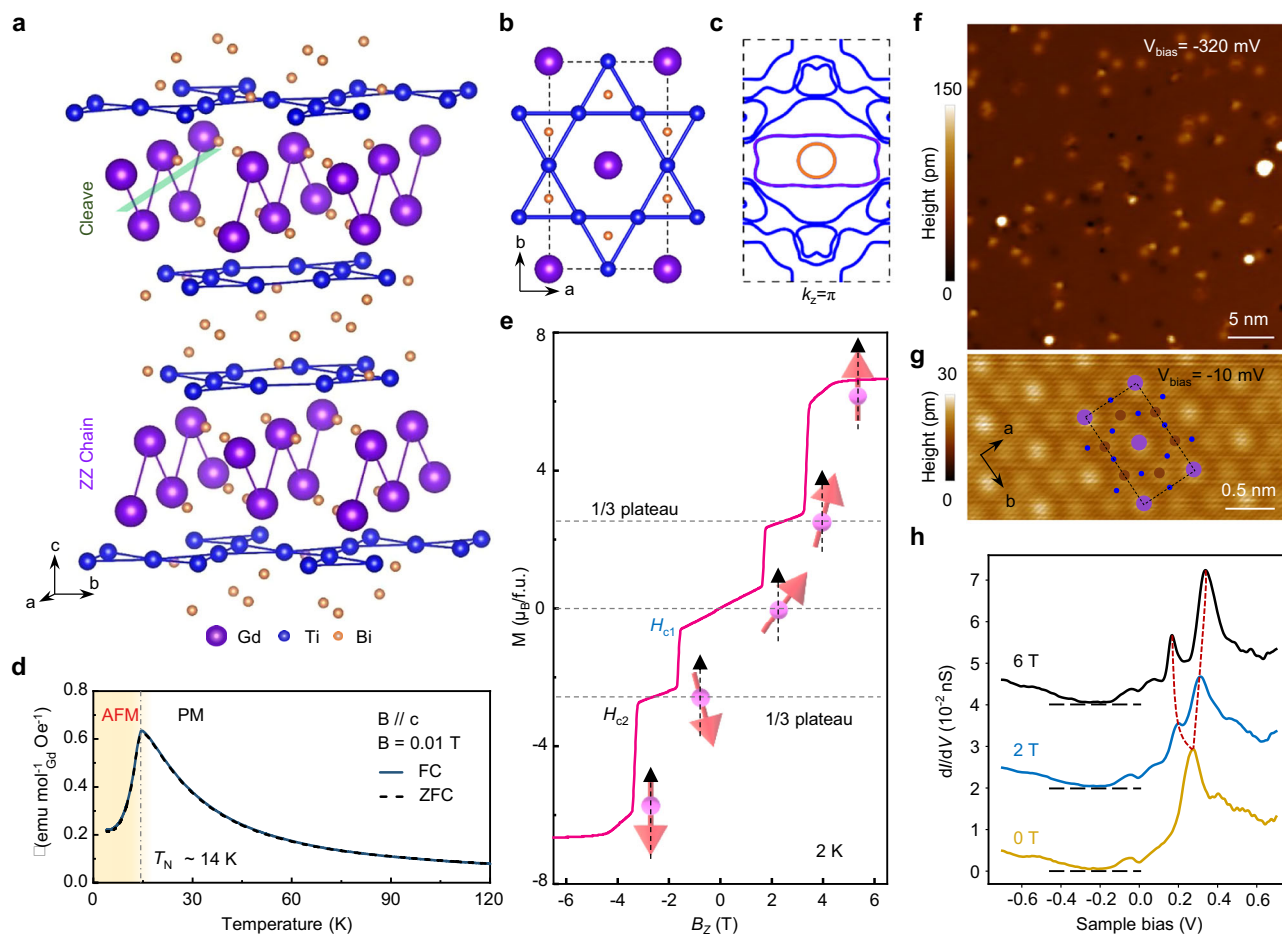 a
Cleave
ZZ Chain
c
b
a
Gd Ti Bi
b
b
a
c
k_z=π
d
0.8
0.6
0.4
0.2
0.0
□(emu mol⁻¹_Gd Oe⁻¹)
AFM
PM
B // c
B = 0.01 T
FC
ZFC
T_N ~ 14 K
0 30 60 90 120
Temperature (K)
e
8
4
0
-4
-8
M (μ_B/f.u.)
1/3 plateau
H_c1
H_c2
1/3 plateau
2 K
-6 -4 -2 0 2 4 6
B_Z (T)
f
V_bias= -320 mV
150
0
Height (pm)
5 nm
g
V_bias= -10 mV
30
0
Height (pm)
a
b
0.5 nm
h
7
6
5
4
3
2
1
0
dI/dV (10⁻² nS)
6 T
2 T
0 T
-0.6 -0.4 -0.2 0.0 0.2 0.4 0.6
Sample bias (V)